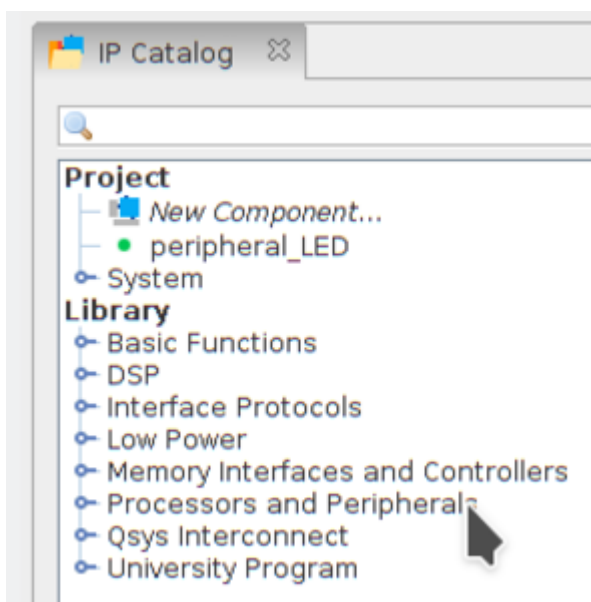 IP Catalog
Project
New Component...
peripheral_LED
System
Library
Basic Functions
DSP
Interface Protocols
Low Power
Memory Interfaces and Controllers
Processors and Peripherals
Qsys Interconnect
University Program